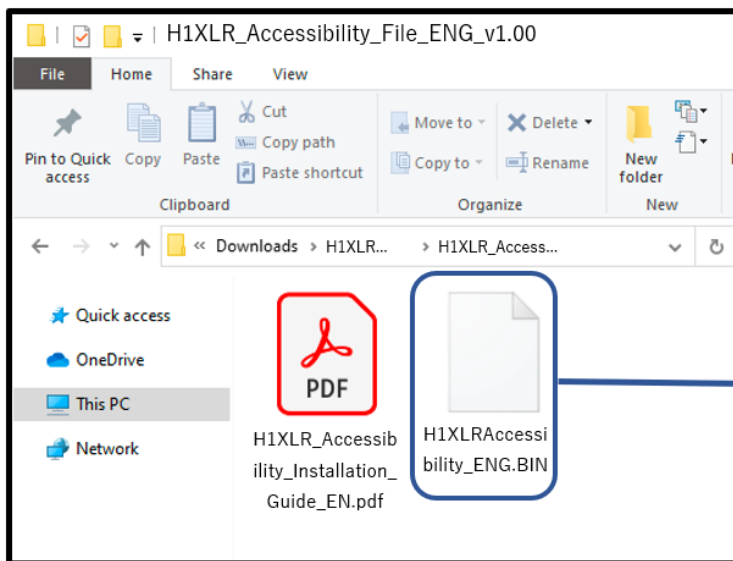 H1XLR_Accessibility_File_ENG_v1.00
File Home Share View
Pin to Quick access
Copy
Paste
Cut
Copy path
Paste shortcut
Clipboard
Move to
Copy to
Delete
Rename
Organize
New folder
New
« Downloads > H1XLR... > H1XLR_Access...
Quick access
OneDrive
This PC
Network
PDF
H1XLR_Accessib
ility_Installation_
Guide_EN.pdf
H1XLRAccessi
bility_ENG.BIN